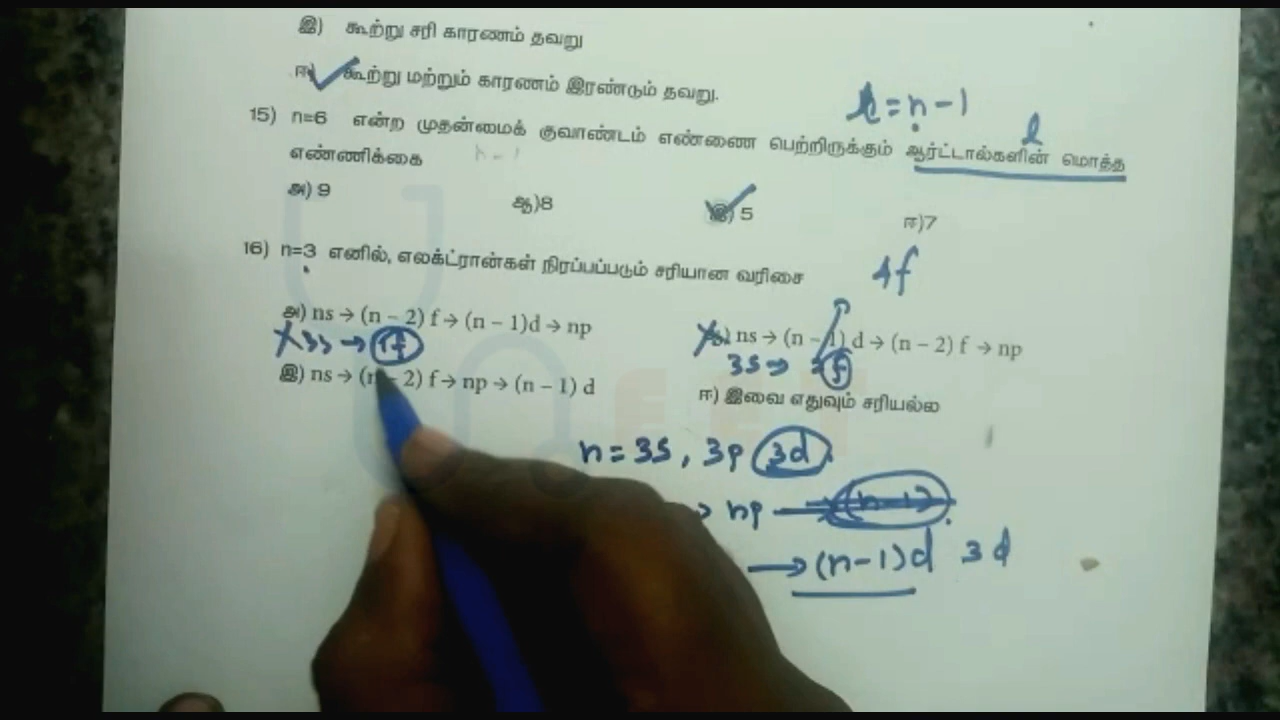 இ) கூற்று சரி காரணம் தவறு
ஈ) கூற்று மற்றும் காரணம் இரண்டும் தவறு.
l = n - 1
15) n=6 என்ற முதன்மைக் குவாண்டம் எண்ணை பெற்றிருக்கும் ஆர்ட்டால்களின் மொத்த
எண்ணிக்கை
அ) 9 ஆ)8 இ) 5 ஈ)7
16) n=3 எனில், எலக்ட்ரான்கள் நிரப்பப்படும் சரியான வரிசை
4f
அ) ns → (n – 2) f → (n – 1)d → np ஆ) ns → (n – 1) d → (n – 2) f → np
3s → 1f 3s → f
இ) ns → (n – 2) f → np → (n – 1) d ஈ) இவை எதுவும் சரியல்ல
n = 3s, 3p 3d.
→ np → (n-1)
→ (n-1)d 3d